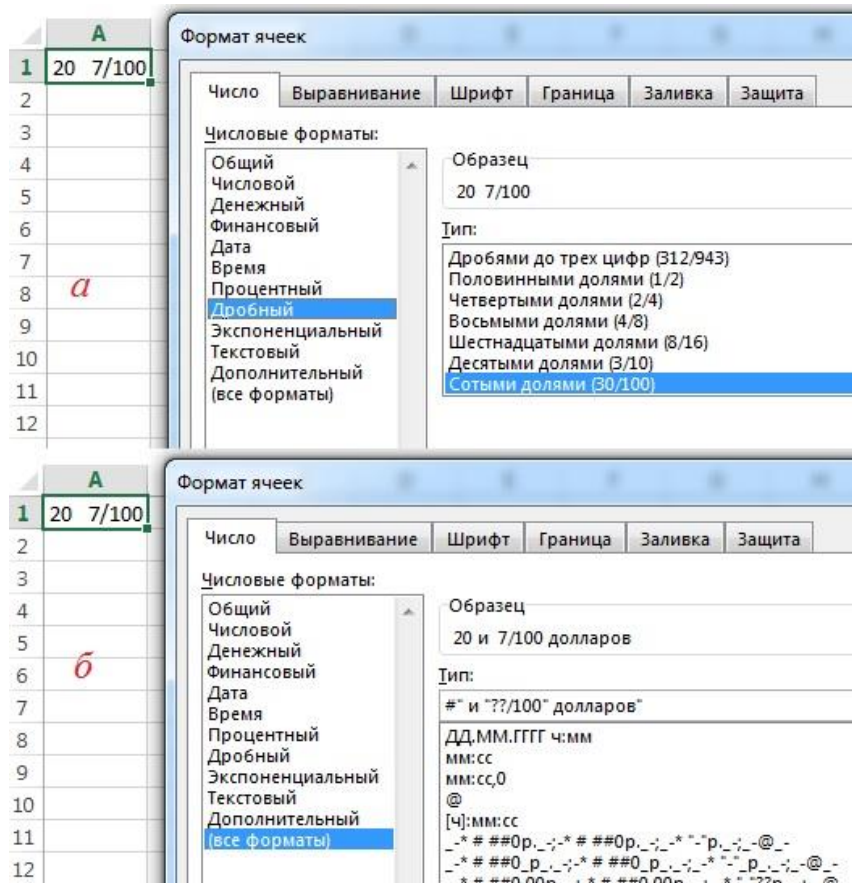 A
Формат ячеек
1 20 7/100
Число Выравнивание Шрифт Граница Заливка Защита
2
3
Числовые форматы:
4
Общий
Числовой
Денежный
Финансовый
Дата
Время
Процентный
Дробный
Экспоненциальный
Текстовый
Дополнительный
(все форматы)
Образец
20 7/100
Тип:
Дробями до трех цифр (312/943)
Половинными долями (1/2)
Четвертыми долями (2/4)
Восьмыми долями (4/8)
Шестнадцатыми долями (8/16)
Десятыми долями (3/10)
Сотыми долями (30/100)
5
6
7
8
а
9
10
11
12
A
Формат ячеек
1 20 7/100
Число Выравнивание Шрифт Граница Заливка Защита
2
3
Числовые форматы:
4
Общий
Числовой
Денежный
Финансовый
Дата
Время
Процентный
Дробный
Экспоненциальный
Текстовый
Дополнительный
(все форматы)
Образец
20 и 7/100 долларов
Тип:
#" и "??/100" долларов"
ДД.ММ.ГГГГ ч:мм
мм:сс
мм:сс,0
@
[ч]:мм:сс
_-* # ##0р._-;-* # ##0р._-;_-* "-"р._-;_-@_-
_-* # ##0_р_._-;-* # ##0_р_._-;_-* "-"_р_._-;_-@_-
5
6
б
7
8
9
10
11
12